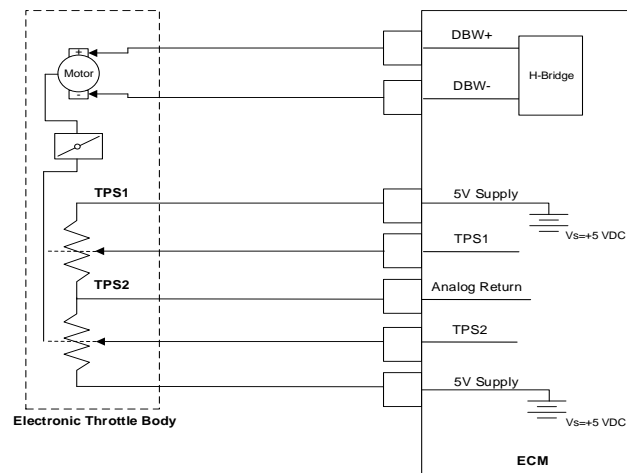 DBW+
+
Motor
H-Bridge
DBW-
-
TPS1
5V Supply
Vs=+5 VDC
TPS1
TPS2
Analog Return
TPS2
5V Supply
Vs=+5 VDC
Electronic Throttle Body
ECM